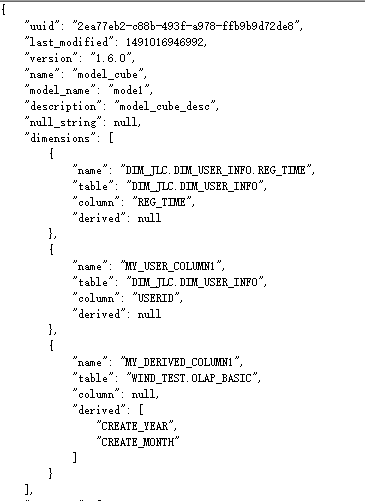 {
"uuid": "2ea77eb2-c88b-493f-a978-ffb9b9d72de8",
"last_modified": 1491016946992,
"version": "1.6.0",
"name": "model_cube",
"model_name": "mode1",
"description": "model_cube_desc",
"null_string": null,
"dimensions": [
{
"name": "DIM_JLC.DIM_USER_INFO.REG_TIME",
"table": "DIM_JLC.DIM_USER_INFO",
"column": "REG_TIME",
"derived": null
},
{
"name": "MY_USER_COLUMN1",
"table": "DIM_JLC.DIM_USER_INFO",
"column": "USERID",
"derived": null
},
{
"name": "MY_DERIVED_COLUMN1",
"table": "WIND_TEST.OLAP_BASIC",
"column": null,
"derived": [
"CREATE_YEAR",
"CREATE_MONTH"
]
}
],